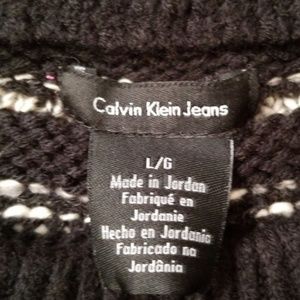 Calvin Klein Jeans
L/G
Made in Jordan
Fabriqué en
Jordanie
Hecho en Jordania
Fabricado na
Jordânia